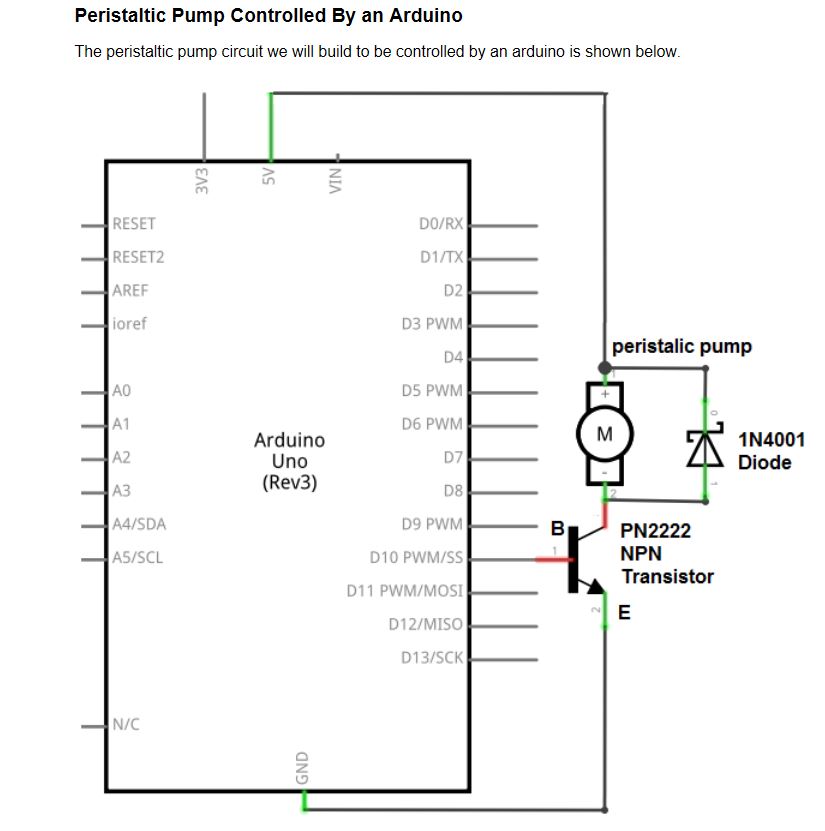 Peristaltic Pump Controlled By an Arduino
The peristaltic pump circuit we will build to be controlled by an arduino is shown below.
3V3
5V
VIN
RESET
D0/RX
RESET2
D1/TX
AREF
D2
ioref
D3 PWM
peristalic pump
D4
1
A0
D5 PWM
+
0
A1
D6 PWM
Arduino
Uno
(Rev3)
M
1N4001
Diode
A2
D7
-
A3
D8
2
1
A4/SDA
D9 PWM
B
PN2222
NPN
Transistor
A5/SCL
D10 PWM/SS
1
D11 PWM/MOSI
2
E
D12/MISO
D13/SCK
N/C
GND